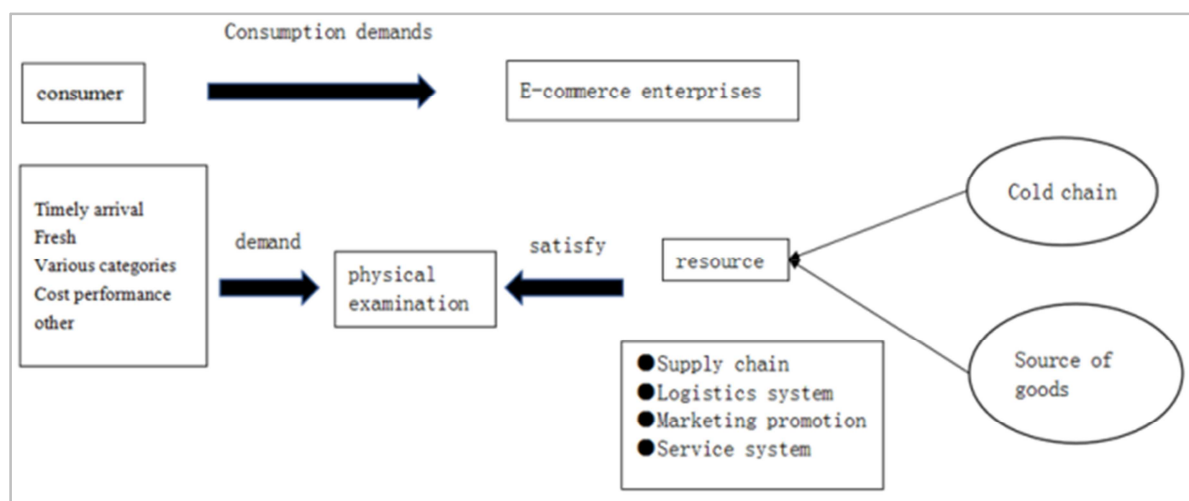 Consumption demands
consumer
E-commerce enterprises
Timely arrival
Fresh
Various categories
Cost performance
other
demand
physical
examination
satisfy
resource
Cold chain
●Supply chain
●Logistics system
●Marketing promotion
●Service system
Source of
goods